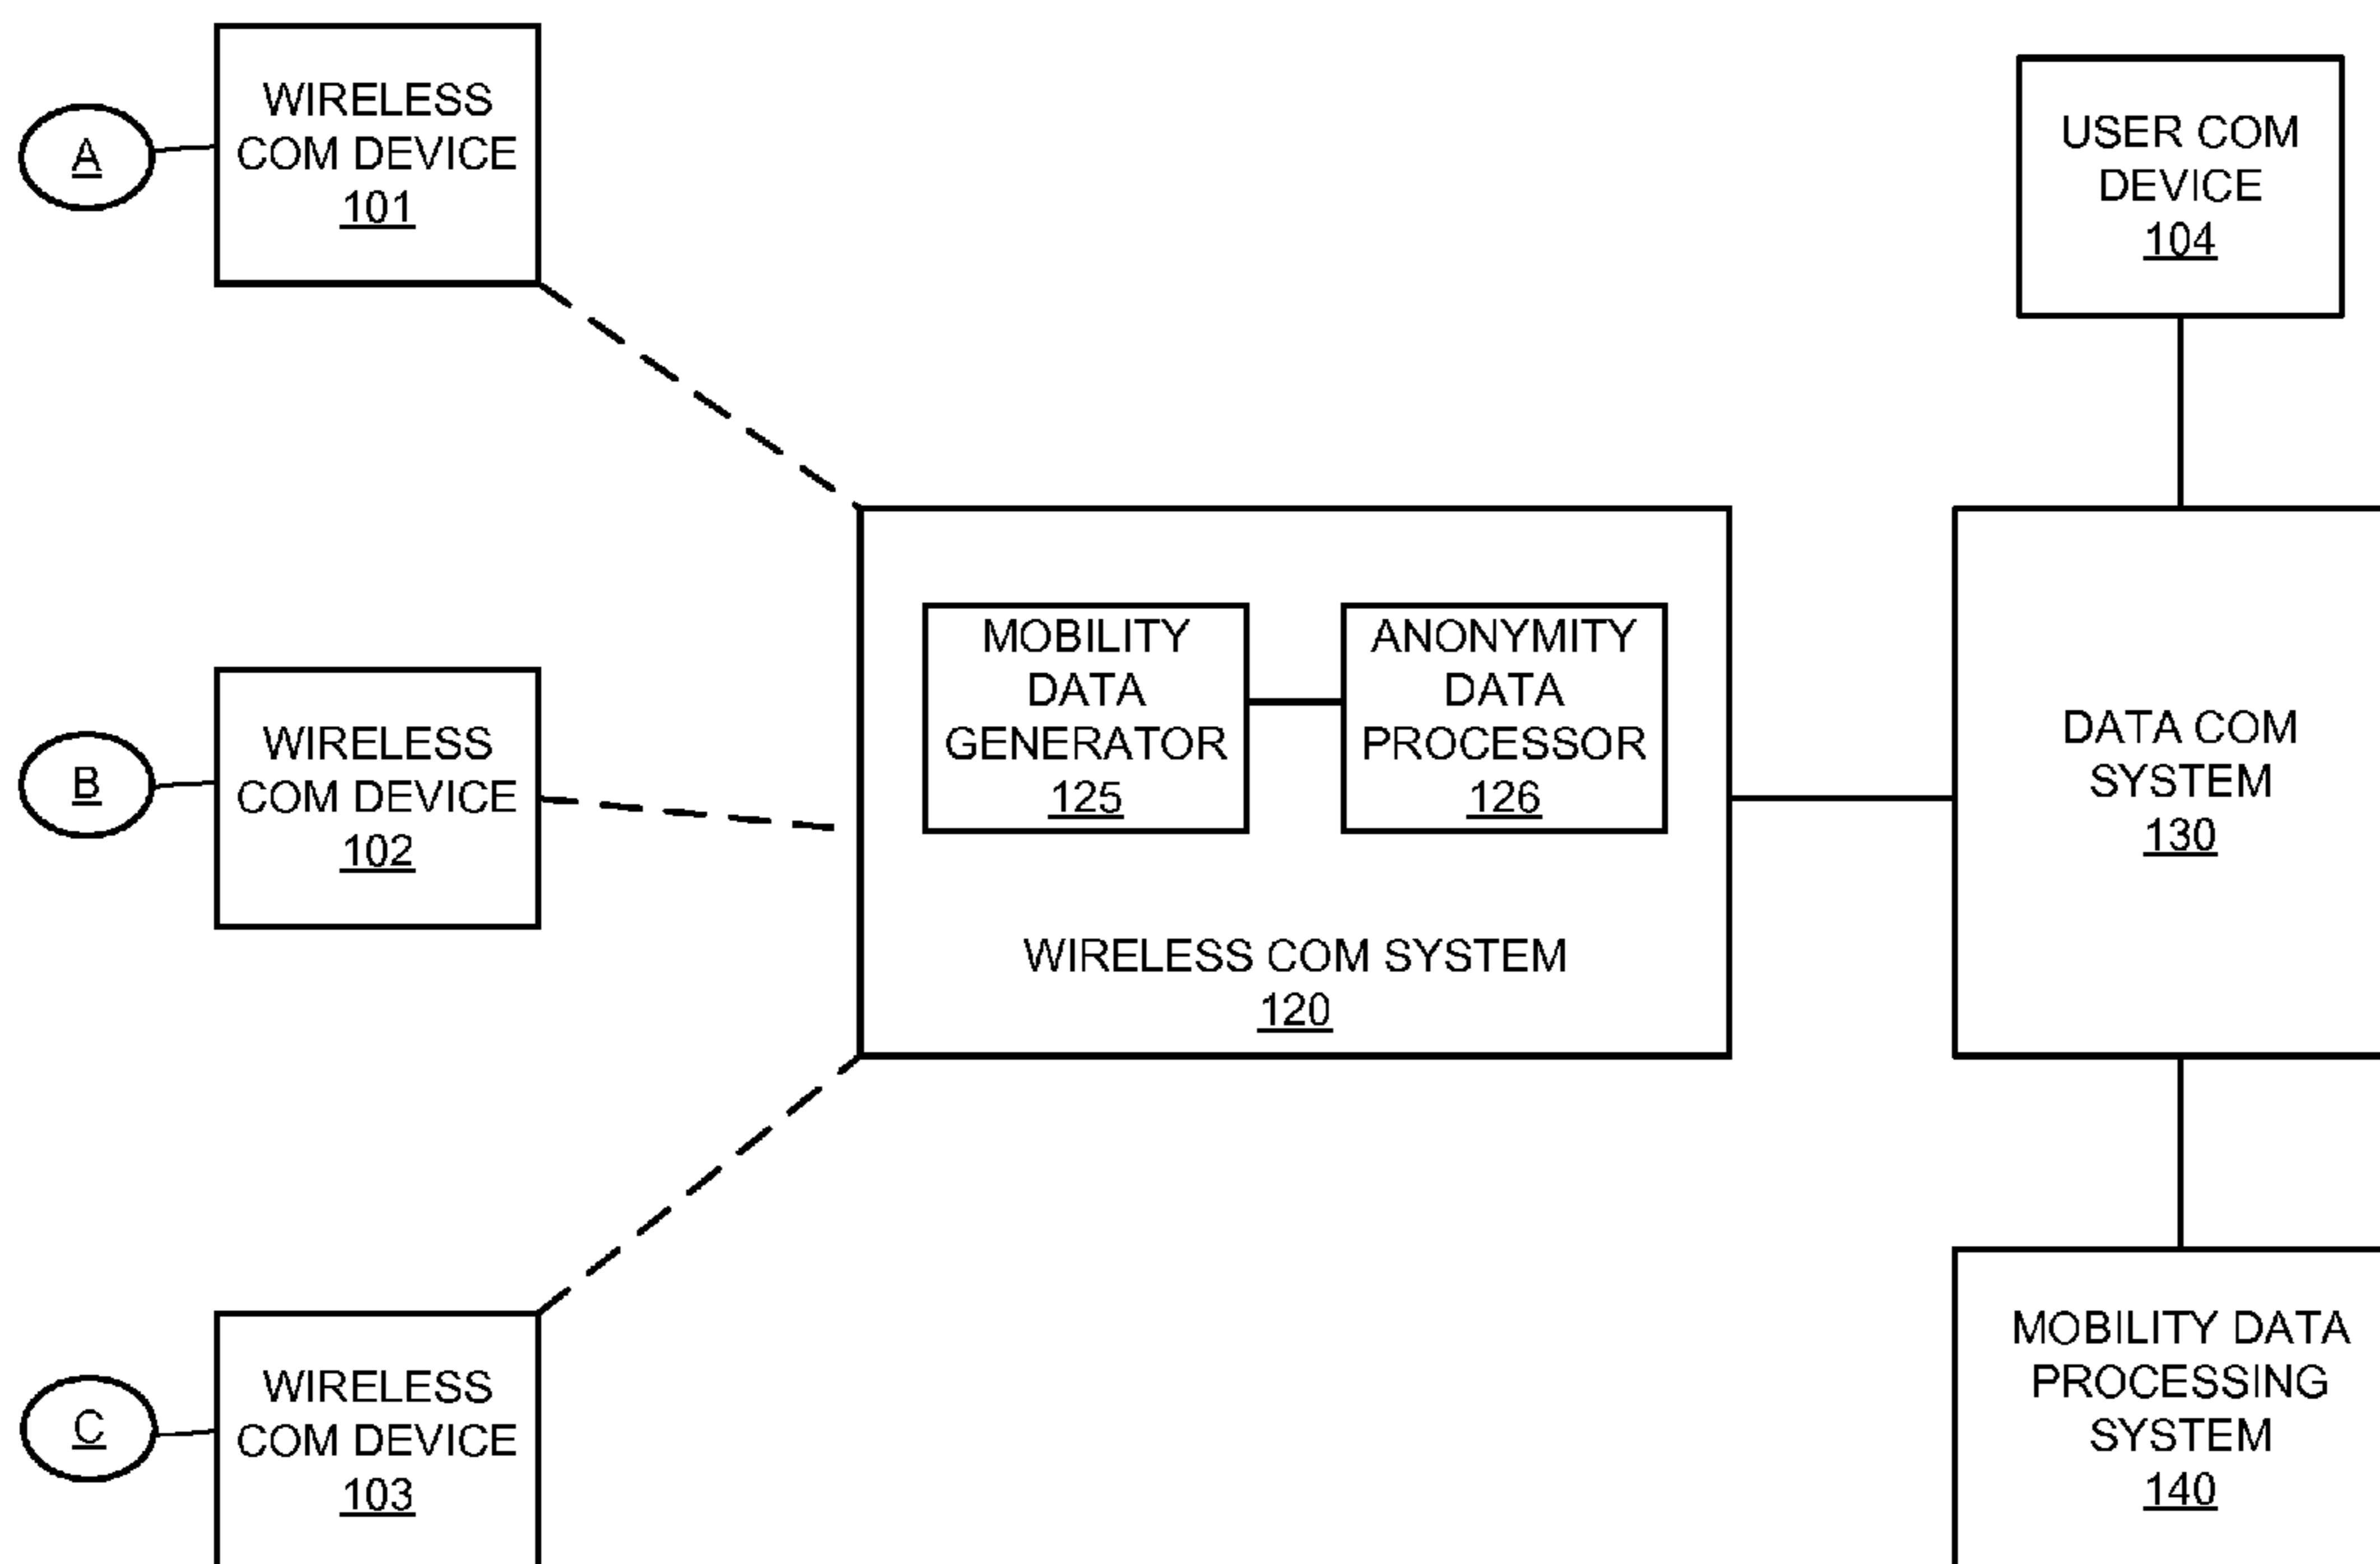 A
WIRELESS
COM DEVICE
101
USER COM
DEVICE
104
B
WIRELESS
COM DEVICE
102
MOBILITY
DATA
GENERATOR
125
ANONYMITY
DATA
PROCESSOR
126
WIRELESS COM SYSTEM
120
DATA COM
SYSTEM
130
C
WIRELESS
COM DEVICE
103
MOBILITY DATA
PROCESSING
SYSTEM
140